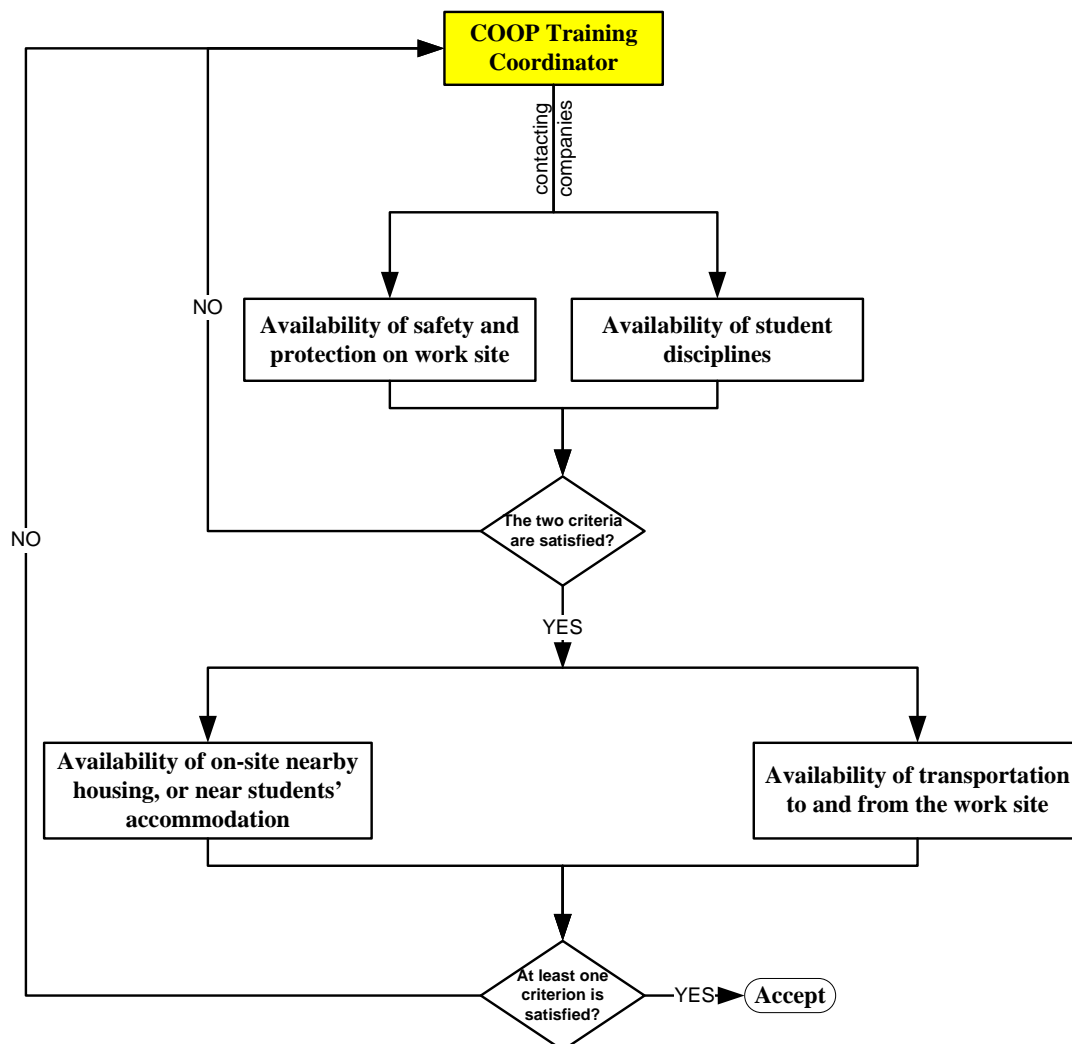 COOP Training
Coordinator
contacting
companies
NO
Availability of safety and
protection on work site
Availability of student
disciplines
NO
The two criteria
are satisfied?
YES
Availability of on-site nearby
housing, or near students’
accommodation
Availability of transportation
to and from the work site
At least one
criterion is
satisfied?
YES
Accept